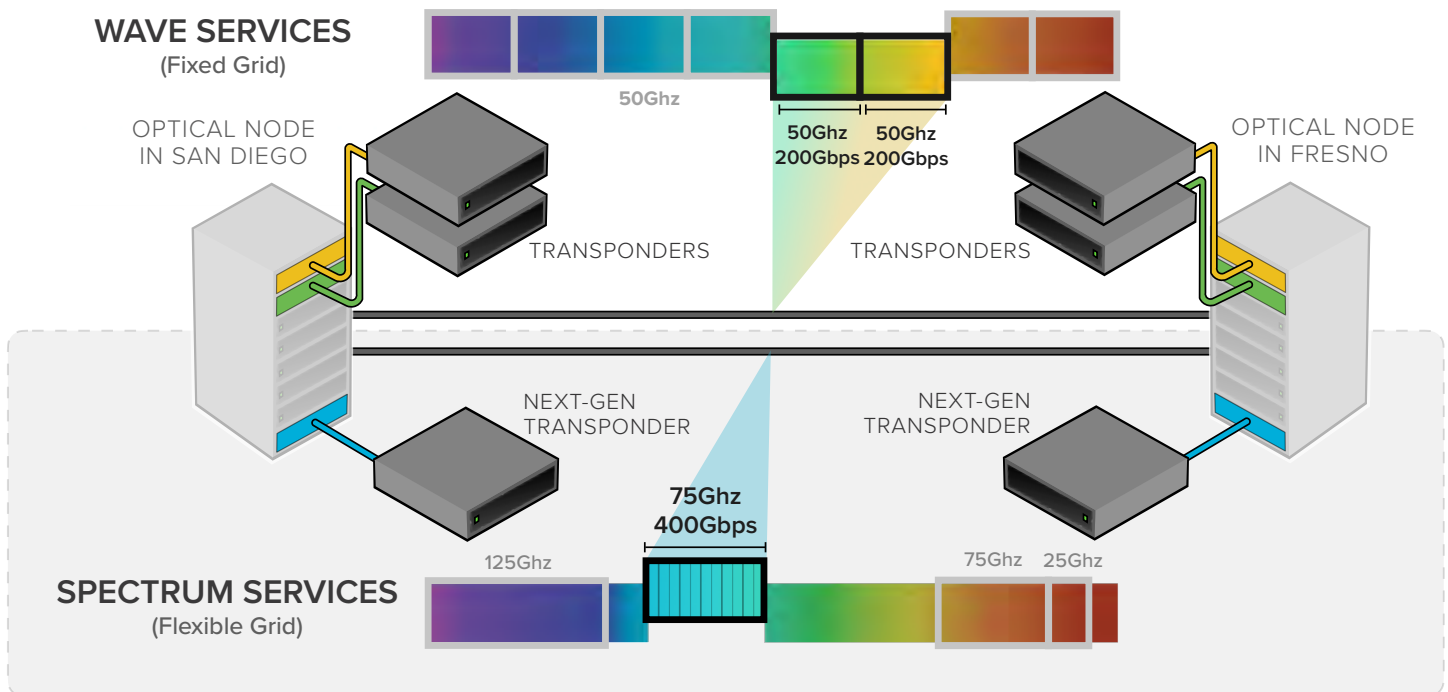 WAVE SERVICES
(Fixed Grid)
50Ghz
50Ghz
200Gbps
50Ghz
200Gbps
OPTICAL NODE
IN SAN DIEGO
OPTICAL NODE
IN FRESNO
TRANSPONDERS
TRANSPONDERS
NEXT-GEN
TRANSPONDER
NEXT-GEN
TRANSPONDER
75Ghz
400Gbps
125Ghz
75Ghz
25Ghz
SPECTRUM SERVICES
(Flexible Grid)